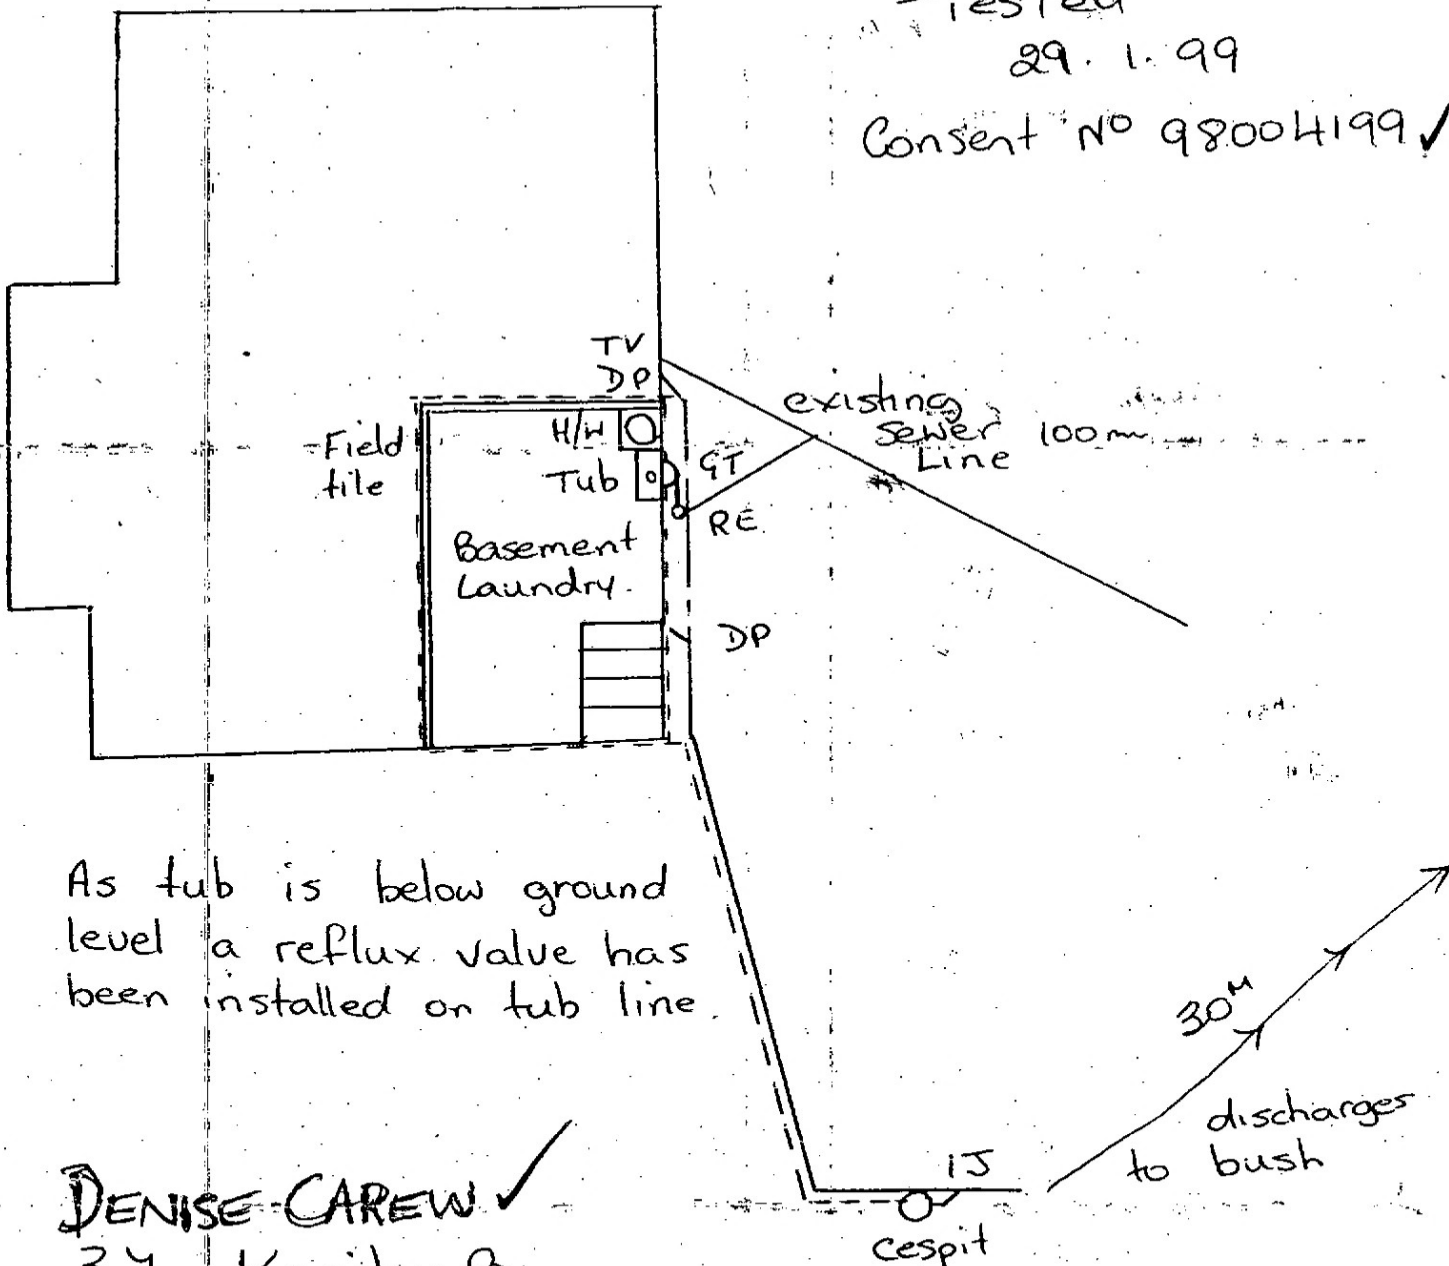 Tested
29. 1. 99
Consent No 98004199 ✓
TV
DP
existing
sewer 100m
Line
H/W
Field
tile
Tub
GT
RE
Basement
Laundry.
DP
As tub is below ground
level a reflux valve has
been installed on tub line.
30M
discharges
to bush
IJ
cespit
DENISE CAREW ✓